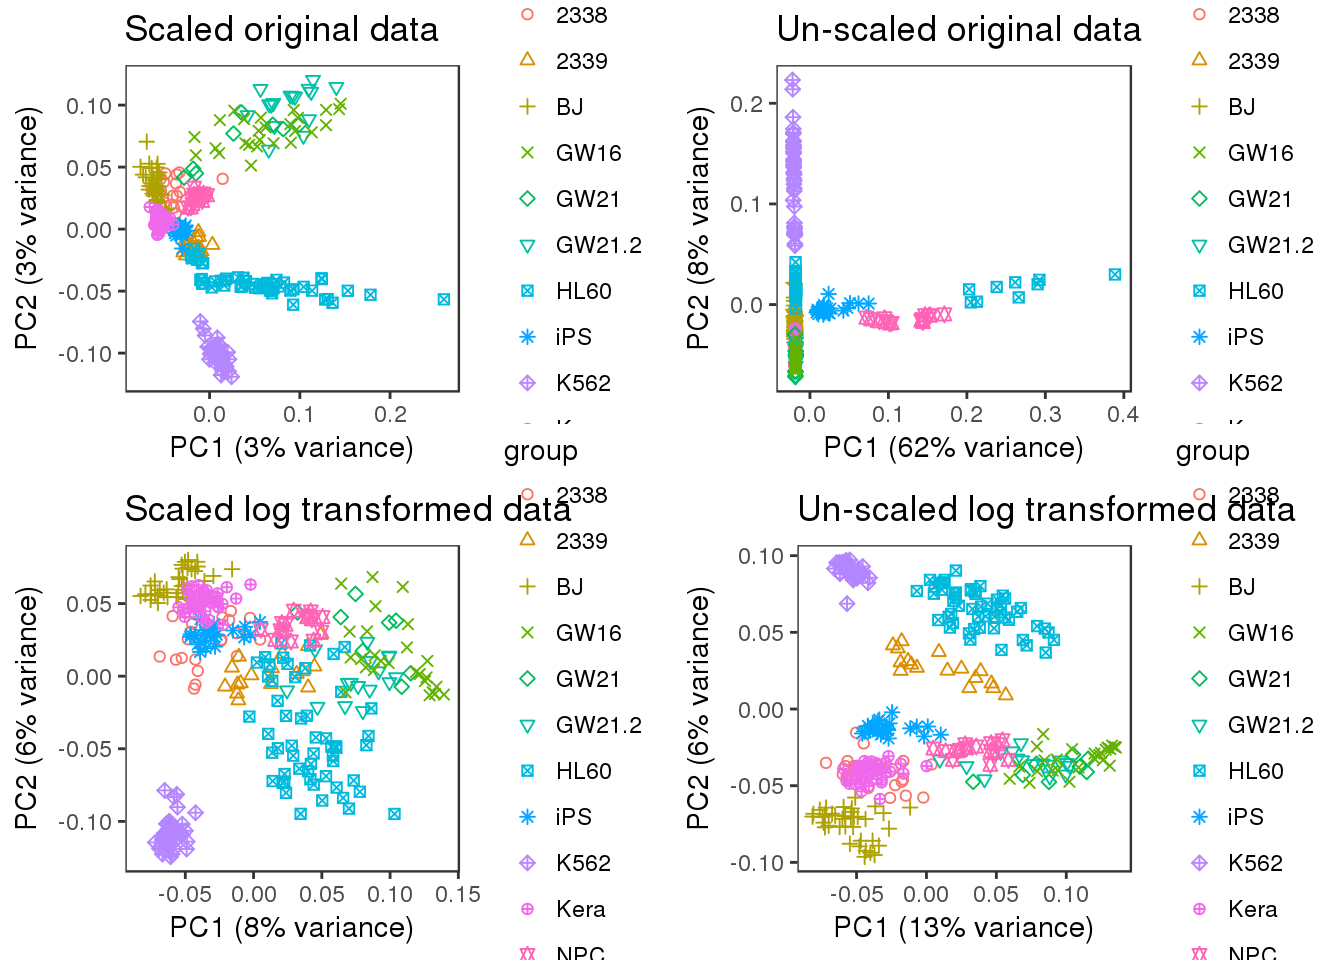 Scaled original data
PC2 (3% variance)
0.10
0.05
0.00
-0.05
-0.10
0.0 0.1 0.2
PC1 (3% variance)
2338
2339
BJ
GW16
GW21
GW21.2
HL60
iPS
K562
Un-scaled original data
PC2 (8% variance)
0.2
0.1
0.0
0.0 0.1 0.2 0.3 0.4
PC1 (62% variance)
2338
2339
BJ
GW16
GW21
GW21.2
HL60
iPS
K562
Scaled log transformed data
PC2 (6% variance)
0.05
0.00
-0.05
-0.10
-0.05 0.00 0.05 0.10 0.15
PC1 (8% variance)
group
2338
2339
BJ
GW16
GW21
GW21.2
HL60
iPS
K562
Kera
NPC
Un-scaled log transformed data
PC2 (6% variance)
0.10
0.05
0.00
-0.05
-0.10
-0.05 0.00 0.05 0.10
PC1 (13% variance)
group
2338
2339
BJ
GW16
GW21
GW21.2
HL60
iPS
K562
Kera
NPC